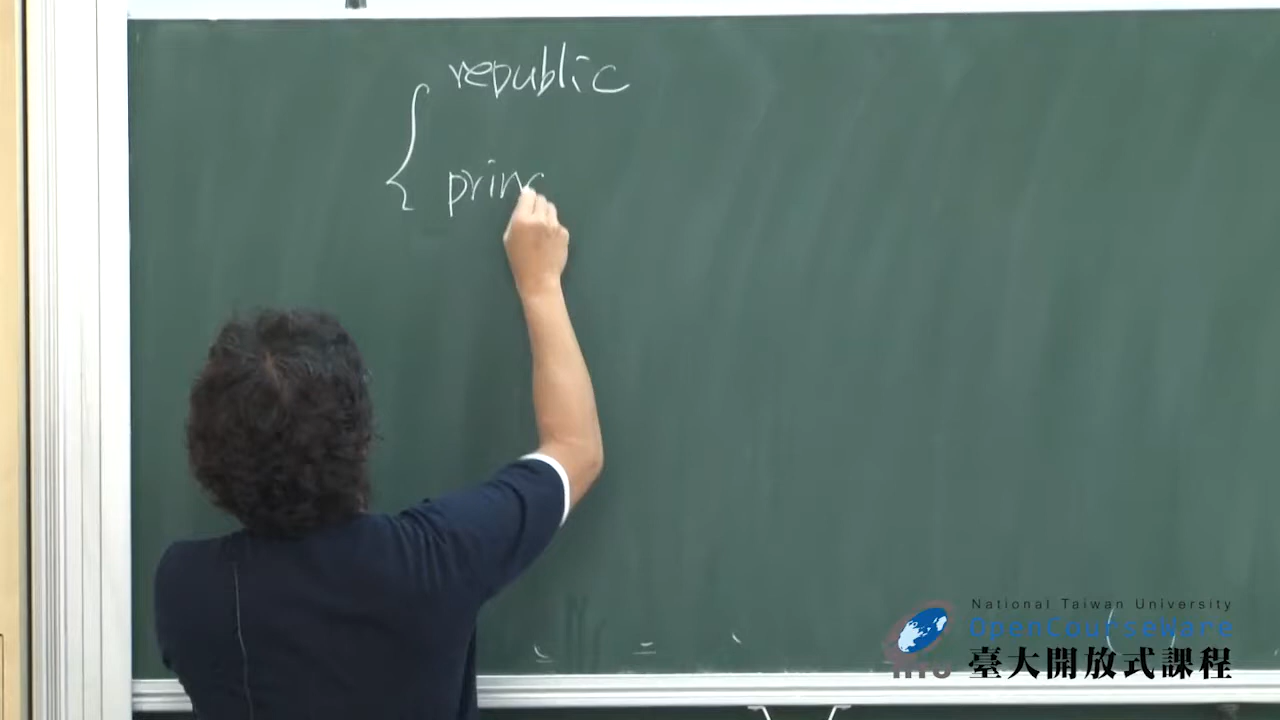 republic
princ
National Taiwan University
OpenCourseWare
臺大開放式課程